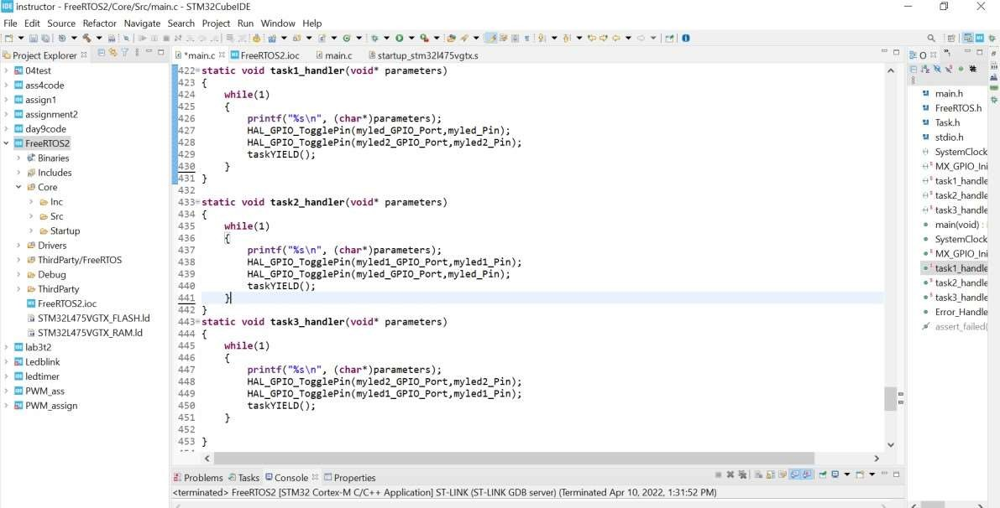 instructor - FreeRTOS2/Core/Src/main.c - STM32CubeIDE
File Edit Source Refactor Navigate Search Project Run Window Help
Project Explorer
*main.c FreeRTOS2.ioc main.c startup_stm32l475vgtx.s
04test
ass4code
assign1
assignment2
day9code
FreeRTOS2
Binaries
Includes
Core
Inc
Src
Startup
Drivers
ThirdParty/FreeRTOS
Debug
ThirdParty
FreeRTOS2.ioc
STM32L475VGTX_FLASH.ld
STM32L475VGTX_RAM.ld
lab3t2
Ledblink
ledtimer
PWM_ass
PWM_assign
422 static void task1_handler(void* parameters)
423 {
424     while(1)
425     {
426         printf("%s\n", (char*)parameters);
427         HAL_GPIO_TogglePin(myled_GPIO_Port,myled_Pin);
428         HAL_GPIO_TogglePin(myled2_GPIO_Port,myled2_Pin);
429         taskYIELD();
430     }
431 }
432
433 static void task2_handler(void* parameters)
434 {
435     while(1)
436     {
437         printf("%s\n", (char*)parameters);
438         HAL_GPIO_TogglePin(myled1_GPIO_Port,myled1_Pin);
439         HAL_GPIO_TogglePin(myled_GPIO_Port,myled_Pin);
440         taskYIELD();
441     }
442 }
443 static void task3_handler(void* parameters)
444 {
445     while(1)
446     {
447         printf("%s\n", (char*)parameters);
448         HAL_GPIO_TogglePin(myled2_GPIO_Port,myled2_Pin);
449         HAL_GPIO_TogglePin(myled1_GPIO_Port,myled1_Pin);
450         taskYIELD();
451     }
452
453 }
main.h
FreeRTOS.h
Task.h
stdio.h
SystemClock
MX_GPIO_Ini
task1_handle
task2_handle
task3_handle
main(void) :
SystemClock
MX_GPIO_Ini
task1_handle
task2_handle
task3_handle
Error_Handle
assert_failed(
Problems Tasks Console Properties
<terminated> FreeRTOS2 [STM32 Cortex-M C/C++ Application] ST-LINK (ST-LINK GDB server) (Terminated Apr 10, 2022, 1:31:52 PM)